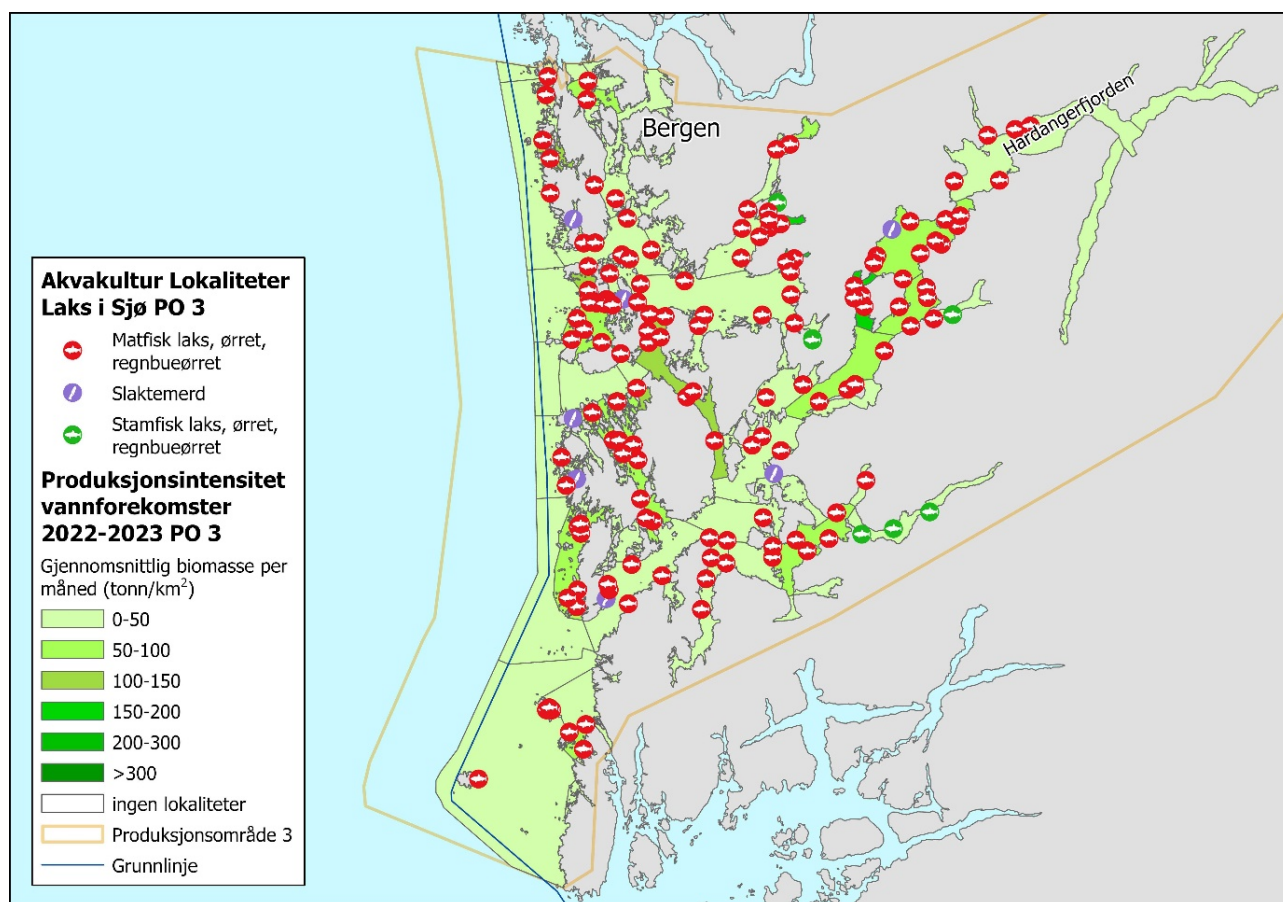 Bergen
Hardangerfjorden
Akvakultur Lokaliteter
Laks i Sjø PO 3
Matfisk laks, ørret,
regnbueørret
Slaktemerd
Stamfisk laks, ørret,
regnbueørret
Produksjonsintensitet
vannforekomster
2022-2023 PO 3
Gjennomsnittlig biomasse per
måned (tonn/km²)
0-50
50-100
100-150
150-200
200-300
>300
ingen lokaliteter
Produksjonsområde 3
Grunnlinje